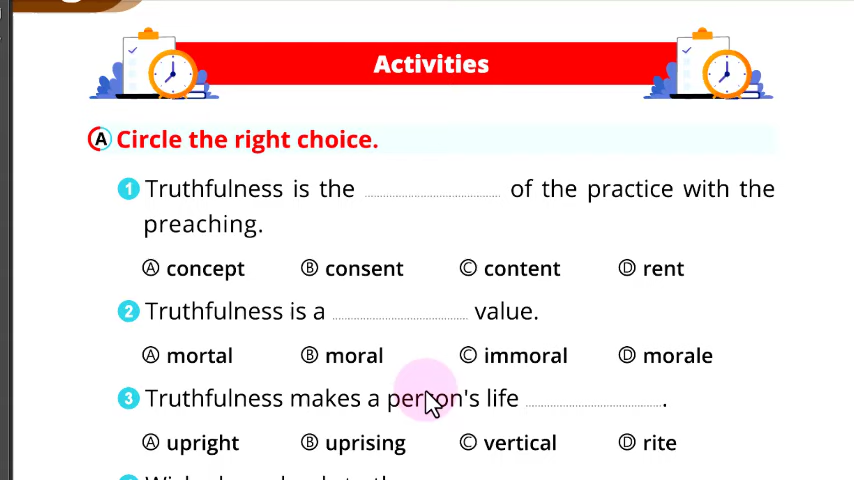 Activities
A Circle the right choice.
1 Truthfulness is the ........................ of the practice with the
preaching.
A concept B consent C content D rent
2 Truthfulness is a ........................ value.
A mortal B moral C immoral D morale
3 Truthfulness makes a person's life ........................ .
A upright B uprising C vertical D rite